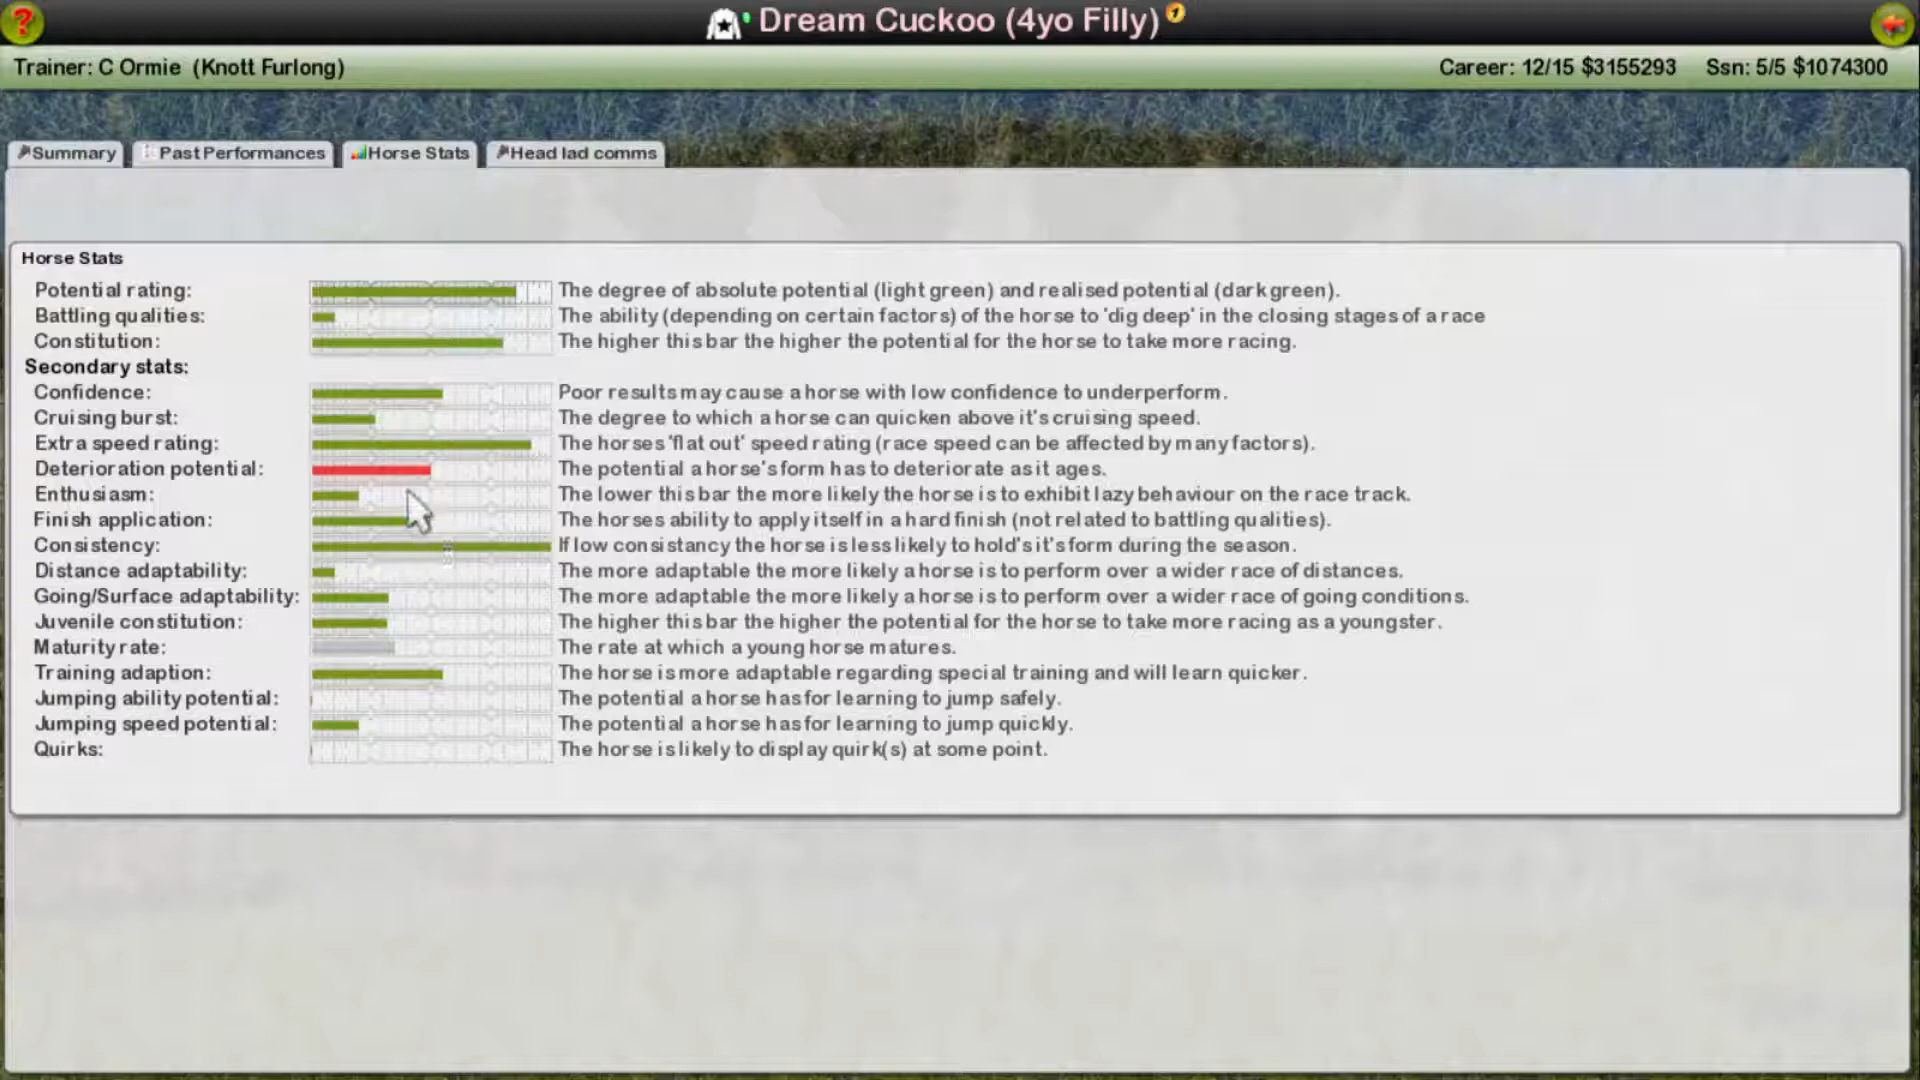 ?
Dream Cuckoo (4yo Filly)
Trainer: C Ormie (Knott Furlong)
Career: 12/15 $3155293 Ssn: 5/5 $1074300
Summary
Past Performances
Horse Stats
Head lad comms
Horse Stats
Potential rating: The degree of absolute potential (light green) and realised potential (dark green).
Battling qualities: The ability (depending on certain factors) of the horse to 'dig deep' in the closing stages of a race
Constitution: The higher this bar the higher the potential for the horse to take more racing.
Secondary stats:
Confidence: Poor results may cause a horse with low confidence to underperform.
Cruising burst: The degree to which a horse can quicken above it's cruising speed.
Extra speed rating: The horses 'flat out' speed rating (race speed can be affected by many factors).
Deterioration potential: The potential a horse's form has to deteriorate as it ages.
Enthusiasm: The lower this bar the more likely the horse is to exhibit lazy behaviour on the race track.
Finish application: The horses ability to apply itself in a hard finish (not related to battling qualities).
Consistency: If low consistancy the horse is less likely to hold's it's form during the season.
Distance adaptability: The more adaptable the more likely a horse is to perform over a wider race of distances.
Going/Surface adaptability: The more adaptable the more likely a horse is to perform over a wider race of going conditions.
Juvenile constitution: The higher this bar the higher the potential for the horse to take more racing as a youngster.
Maturity rate: The rate at which a young horse matures.
Training adaption: The horse is more adaptable regarding special training and will learn quicker.
Jumping ability potential: The potential a horse has for learning to jump safely.
Jumping speed potential: The potential a horse has for learning to jump quickly.
Quirks: The horse is likely to display quirk(s) at some point.